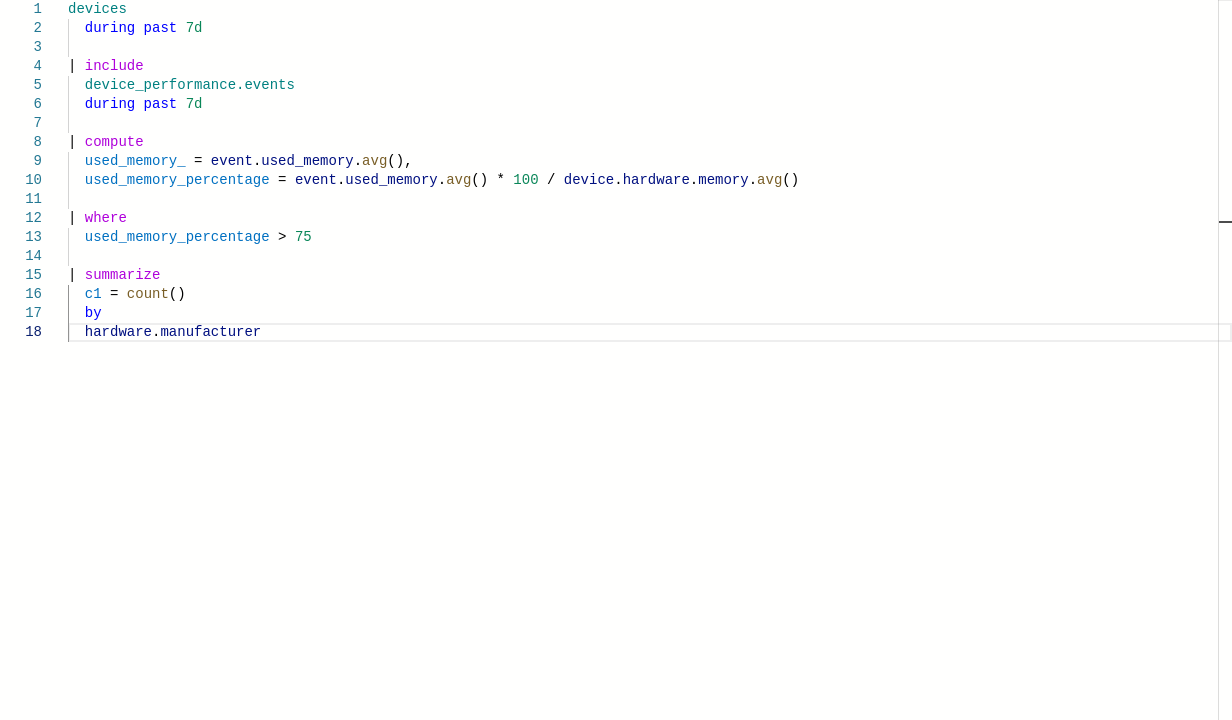 1 devices
2 during past 7d
3
4 | include
5 device_performance.events
6 during past 7d
7
8 | compute
9 used_memory_ = event.used_memory.avg(),
10 used_memory_percentage = event.used_memory.avg() * 100 / device.hardware.memory.avg()
11
12 | where
13 used_memory_percentage > 75
14
15 | summarize
16 c1 = count()
17 by
18 hardware.manufacturer